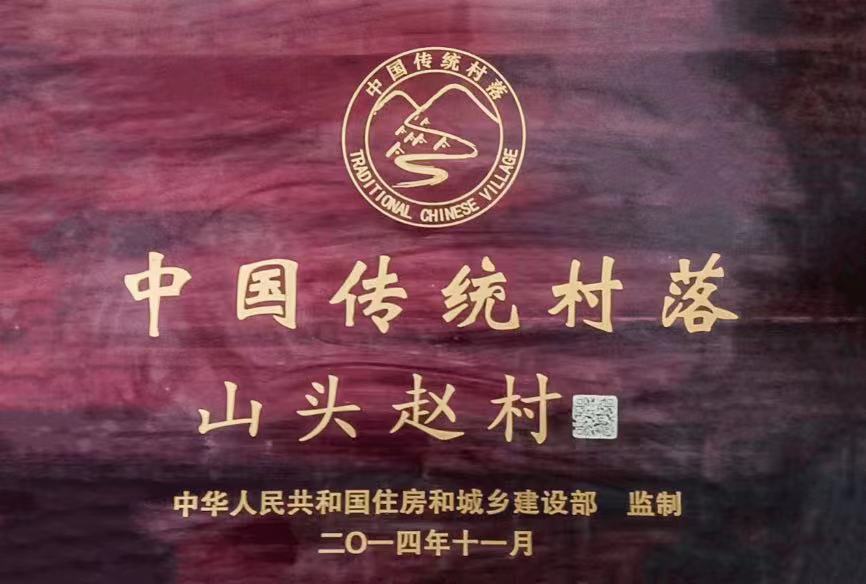 中国传统村落
TRADITIONAL CHINESE VILLAGE
中国传统村落
山头赵村
中华人民共和国住房和城乡建设部 监制
二〇一四年十一月